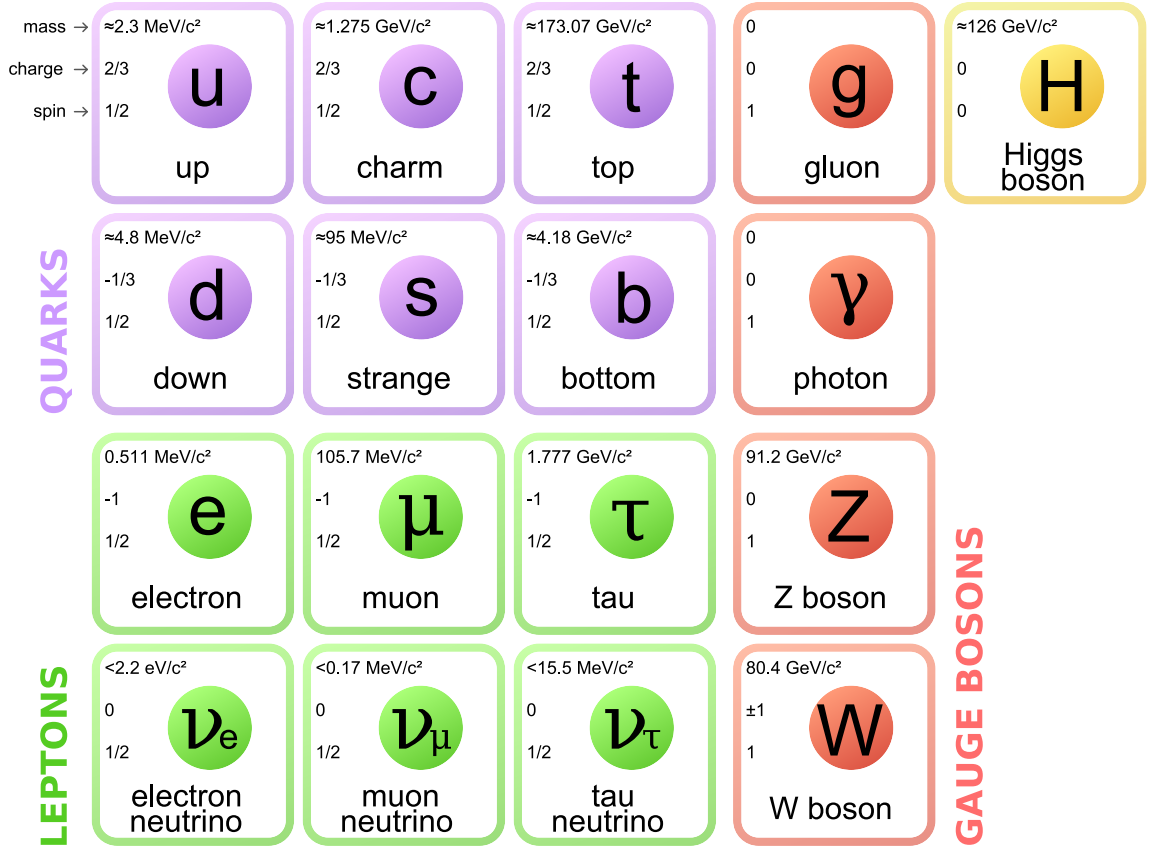 mass → ≈2.3 MeV/c²
charge → 2/3
spin → 1/2
u
up
≈1.275 GeV/c²
2/3
1/2
c
charm
≈173.07 GeV/c²
2/3
1/2
t
top
0
0
1
g
gluon
≈126 GeV/c²
0
0
H
Higgs
boson
QUARKS
≈4.8 MeV/c²
-1/3
1/2
d
down
≈95 MeV/c²
-1/3
1/2
s
strange
≈4.18 GeV/c²
-1/3
1/2
b
bottom
0
0
1
γ
photon
LEPTONS
0.511 MeV/c²
-1
1/2
e
electron
105.7 MeV/c²
-1
1/2
μ
muon
1.777 GeV/c²
-1
1/2
τ
tau
91.2 GeV/c²
0
1
Z
Z boson
<2.2 eV/c²
0
1/2
νe
electron
neutrino
<0.17 MeV/c²
0
1/2
νμ
muon
neutrino
<15.5 MeV/c²
0
1/2
ντ
tau
neutrino
80.4 GeV/c²
±1
1
W
W boson
GAUGE BOSONS